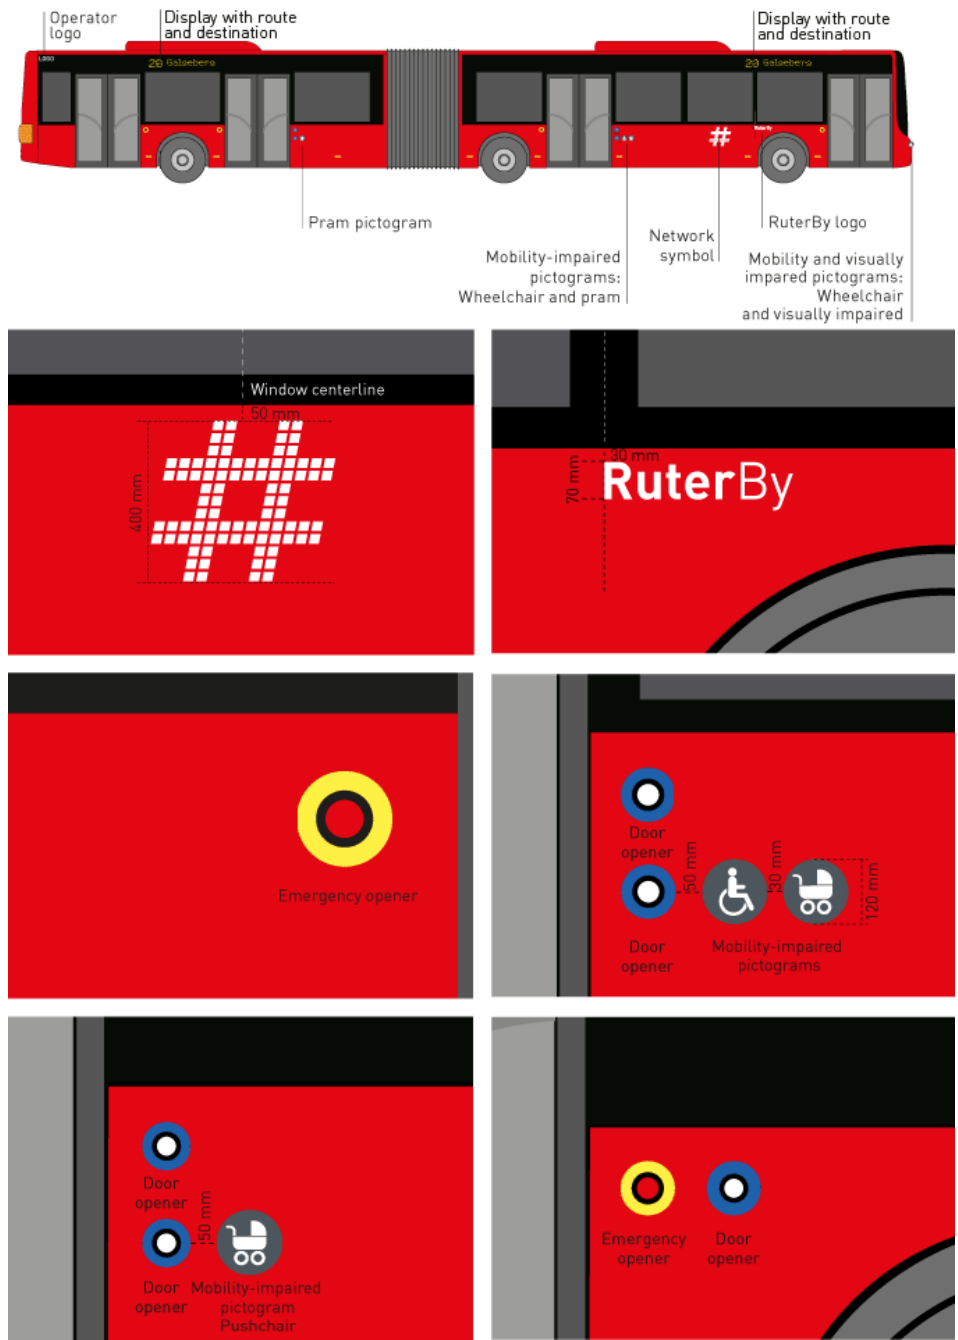 Operator
logo
Display with route
and destination
Display with route
and destination
LOGO
20 Galgeberg
20 Galgeberg
RuterBy
Pram pictogram
Mobility-impaired
pictograms:
Wheelchair and pram
Network
symbol
RuterBy logo
Mobility and visually
impared pictograms:
Wheelchair
and visually impaired
Window centerline
50 mm
400 mm
30 mm
70 mm
RuterBy
Emergency opener
Door
opener
50 mm
30 mm
120 mm
Door
opener
Mobility-impaired
pictograms
Door
opener
50 mm
Door
opener
Mobility-impaired
pictogram
Pushchair
Emergency
opener
Door
opener